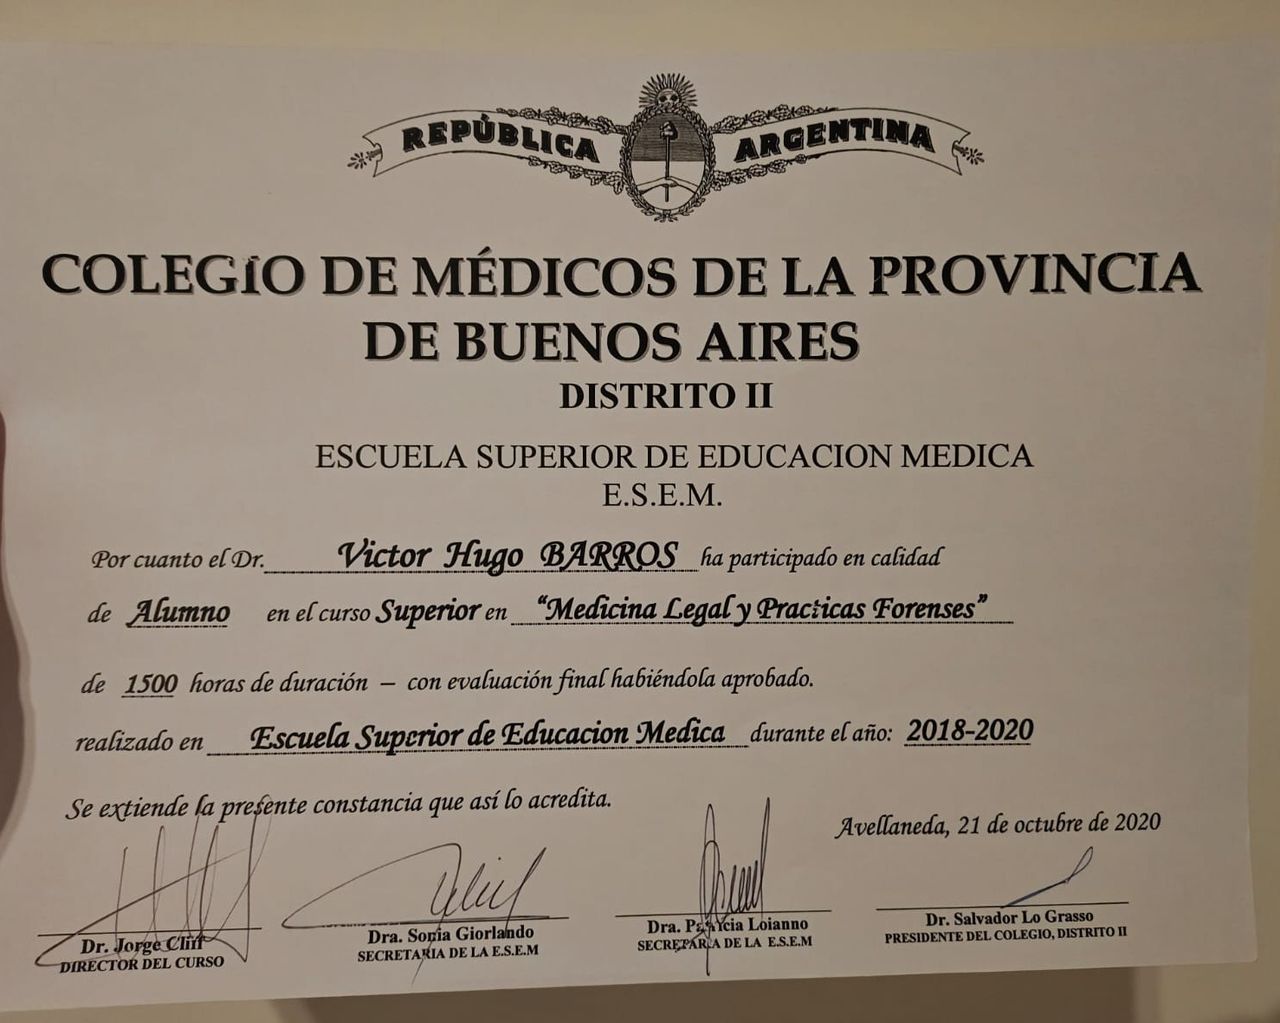 REPÚBLICA ARGENTINA
COLEGIO DE MÉDICOS DE LA PROVINCIA
DE BUENOS AIRES
DISTRITO II
ESCUELA SUPERIOR DE EDUCACION MEDICA
E.S.E.M.
Por cuanto el Dr. Victor Hugo BARROS ha participado en calidad
de Alumno en el curso Superior en “Medicina Legal y Practicas Forenses”
de 1500 horas de duración – con evaluación final habiéndola aprobado.
realizado en Escuela Superior de Educacion Medica durante el año: 2018-2020
Se extiende la presente constancia que así lo acredita.
Avellaneda, 21 de octubre de 2020
Dr. Jorge Cliff
DIRECTOR DEL CURSO
Dra. Sonia Giorlando
SECRETARIA DE LA E.S.E.M
Dra. Patricia Loianno
SECRETARIA DE LA E.S.E.M
Dr. Salvador Lo Grasso
PRESIDENTE DEL COLEGIO, DISTRITO II